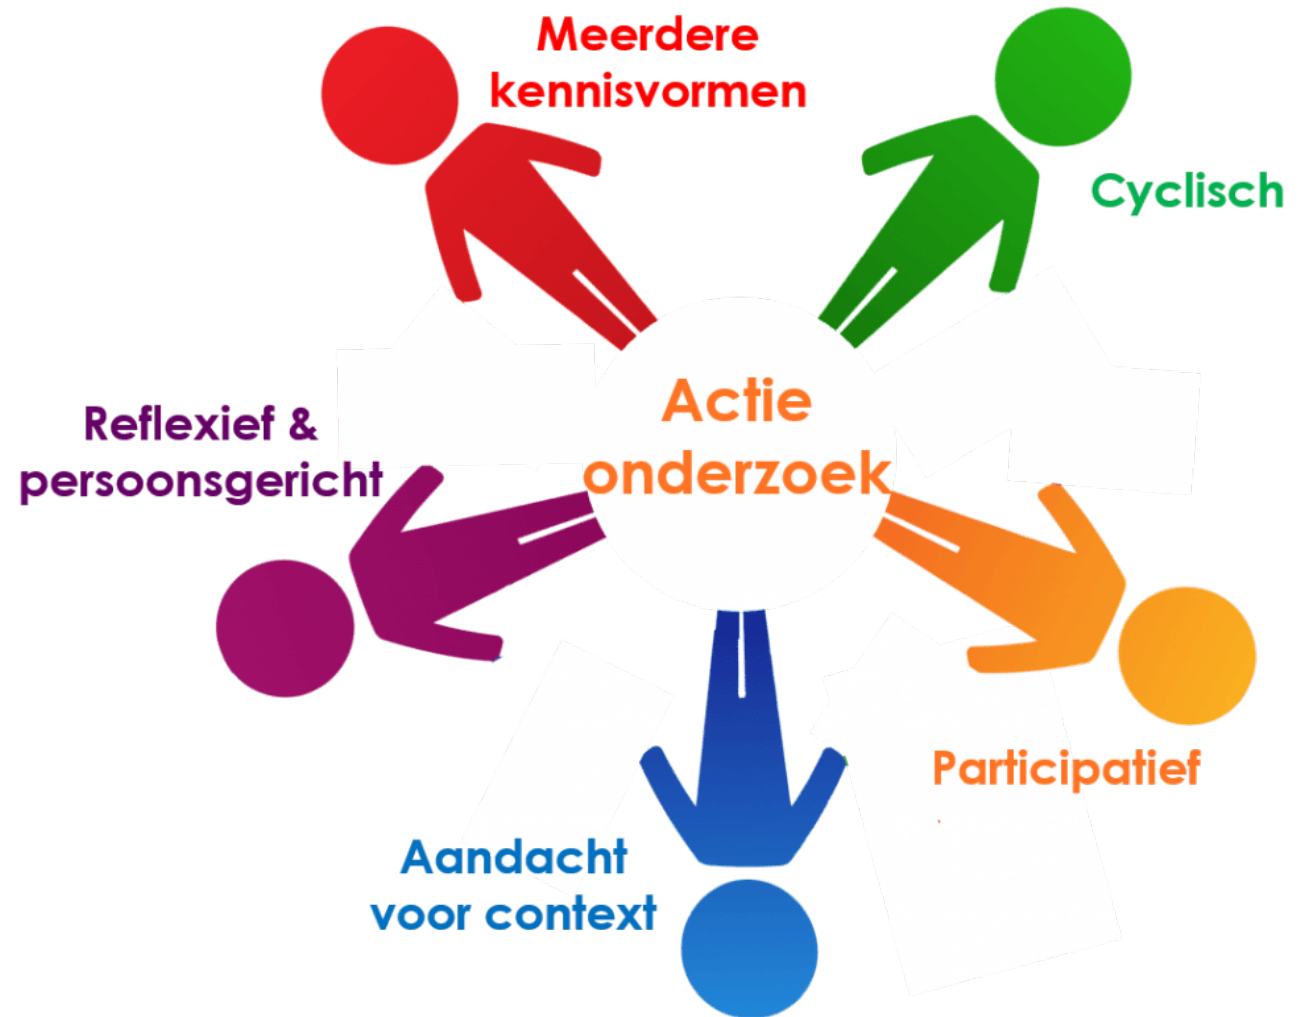 Meerdere
kennisvormen
Cyclisch
Actie
onderzoek
Reflexief &
persoonsgericht
Participatief
Aandacht
voor context